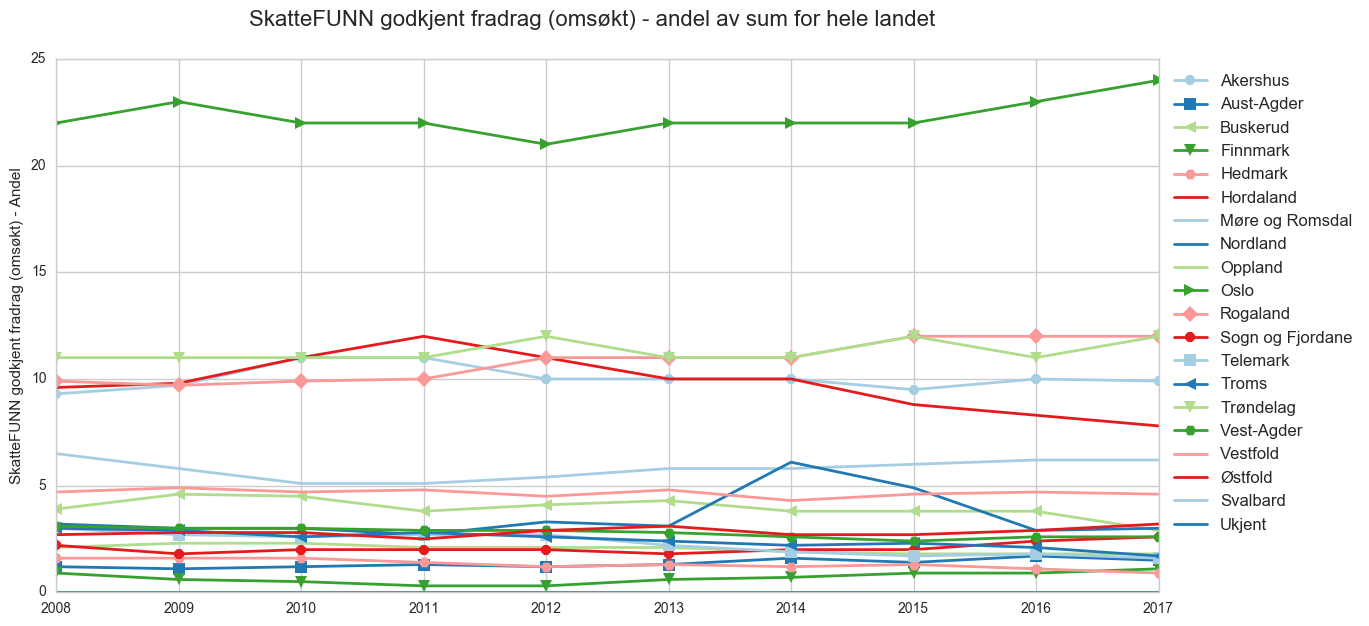 SkatteFUNN godkjent fradrag (omsøkt) - andel av sum for hele landet
SkatteFUNN godkjent fradrag (omsøkt) - Andel
25
20
15
10
5
0
2008 2009 2010 2011 2012 2013 2014 2015 2016 2017
Akershus
Aust-Agder
Buskerud
Finnmark
Hedmark
Hordaland
Møre og Romsdal
Nordland
Oppland
Oslo
Rogaland
Sogn og Fjordane
Telemark
Troms
Trøndelag
Vest-Agder
Vestfold
Østfold
Svalbard
Ukjent